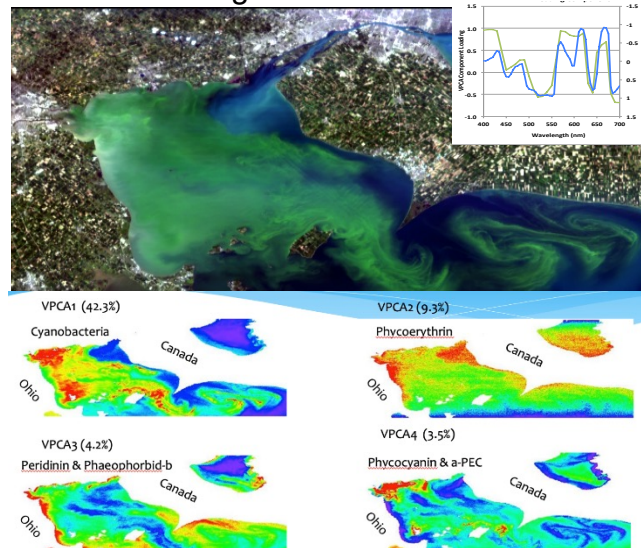 1.5
1.0
0.5
0.0
-0.5
-1.0
-1.5
-1
-0.5
0
0.5
1
1.5
400 450 500 550 600 650 700
VPCA Component Loading
Wavelength (nm)
VPCA1 (42.3%)
Cyanobacteria
Canada
Ohio
VPCA2 (9.3%)
Phycoerythrin
Canada
Ohio
VPCA3 (4.2%)
Peridinin & Phaeophorbid-b
Canada
Ohio
VPCA4 (3.5%)
Phycocyanin & a-PEC
Canada
Ohio